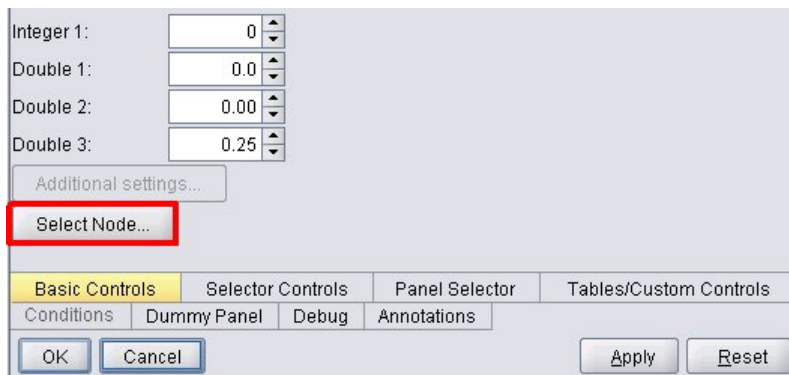 Integer 1: 0
Double 1: 0.0
Double 2: 0.00
Double 3: 0.25
Additional settings...
Select Node...
Basic Controls Selector Controls Panel Selector Tables/Custom Controls
Conditions Dummy Panel Debug Annotations
OK Cancel Apply Reset